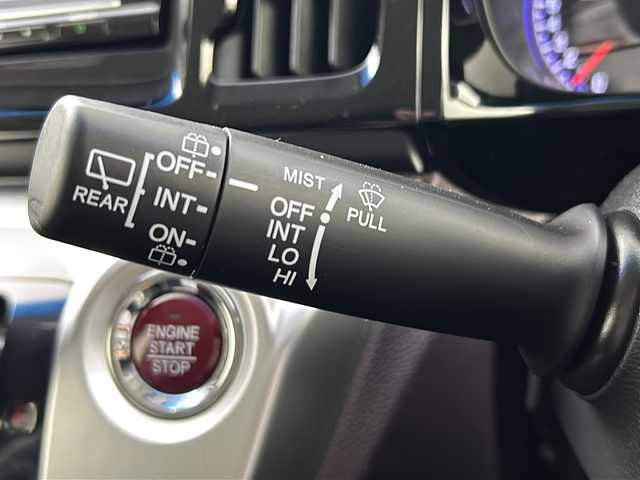 REAR
OFF
INT
ON
MIST
OFF
INT
LO
HI
PULL
ENGINE
START
STOP